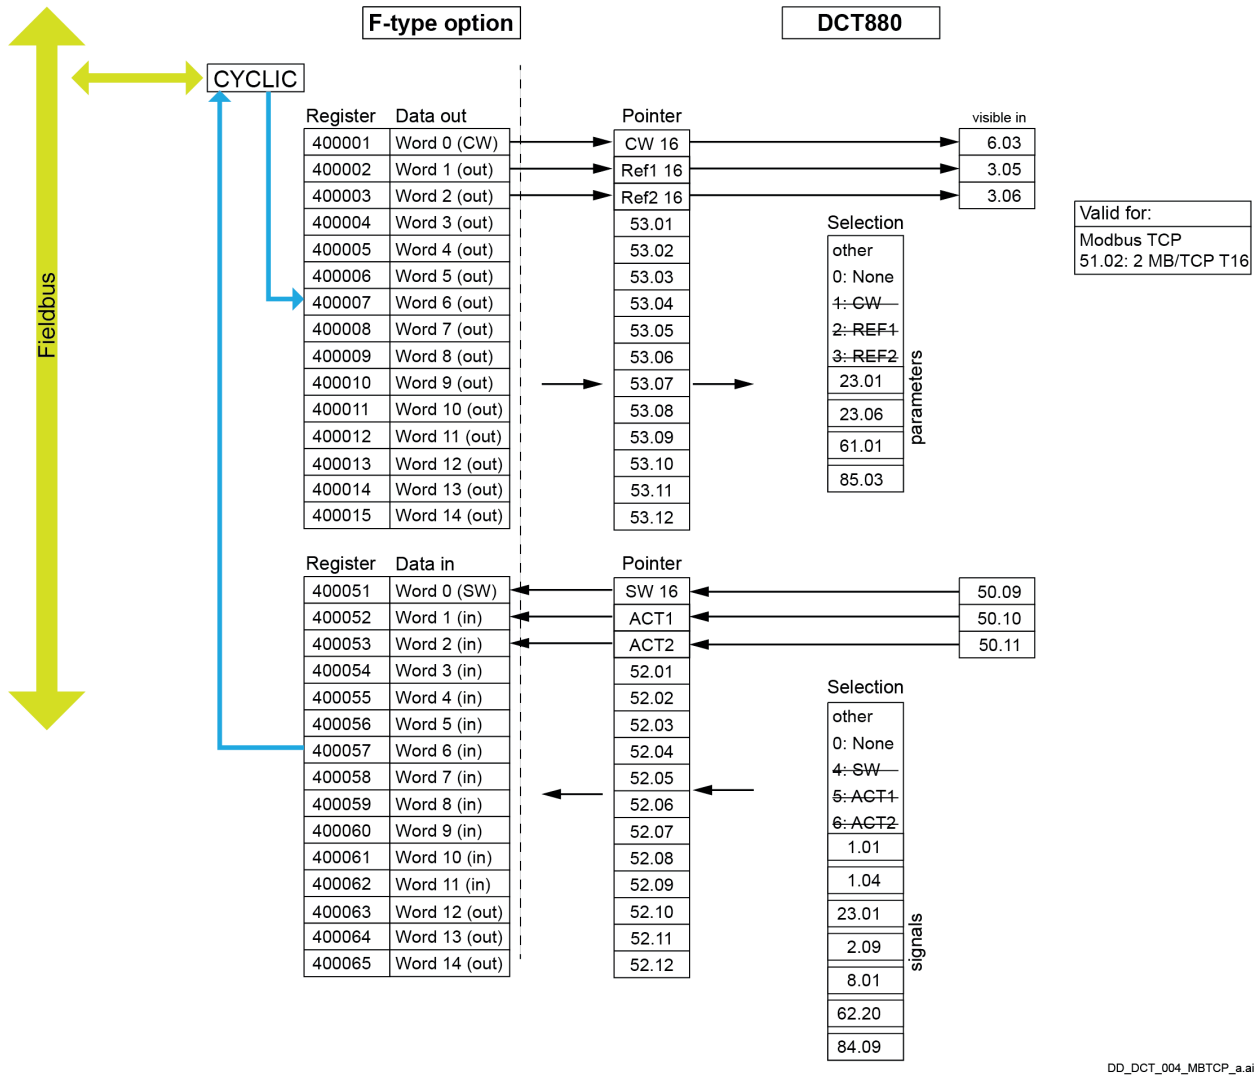 F-type option
DCT880
CYCLIC
Fieldbus
Register Data out Pointer visible in
400001 Word 0 (CW) CW 16 6.03
400002 Word 1 (out) Ref1 16 3.05
400003 Word 2 (out) Ref2 16 3.06
400004 Word 3 (out) 53.01
400005 Word 4 (out) 53.02
400006 Word 5 (out) 53.03
400007 Word 6 (out) 53.04
400008 Word 7 (out) 53.05
400009 Word 8 (out) 53.06
400010 Word 9 (out) 53.07
400011 Word 10 (out) 53.08
400012 Word 11 (out) 53.09
400013 Word 12 (out) 53.10
400014 Word 13 (out) 53.11
400015 Word 14 (out) 53.12
Selection
other
0: None
1: CW
2: REF1
3: REF2
23.01
23.06
61.01
85.03
parameters
Valid for:
Modbus TCP
51.02: 2 MB/TCP T16
Register Data in Pointer
400051 Word 0 (SW) SW 16 50.09
400052 Word 1 (in) ACT1 50.10
400053 Word 2 (in) ACT2 50.11
400054 Word 3 (in) 52.01
400055 Word 4 (in) 52.02
400056 Word 5 (in) 52.03
400057 Word 6 (in) 52.04
400058 Word 7 (in) 52.05
400059 Word 8 (in) 52.06
400060 Word 9 (in) 52.07
400061 Word 10 (in) 52.08
400062 Word 11 (in) 52.09
400063 Word 12 (out) 52.10
400064 Word 13 (out) 52.11
400065 Word 14 (out) 52.12
Selection
other
0: None
4: SW
5: ACT1
6: ACT2
1.01
1.04
23.01
2.09
8.01
62.20
84.09
signals
DD_DCT_004_MBTCP_a.ai